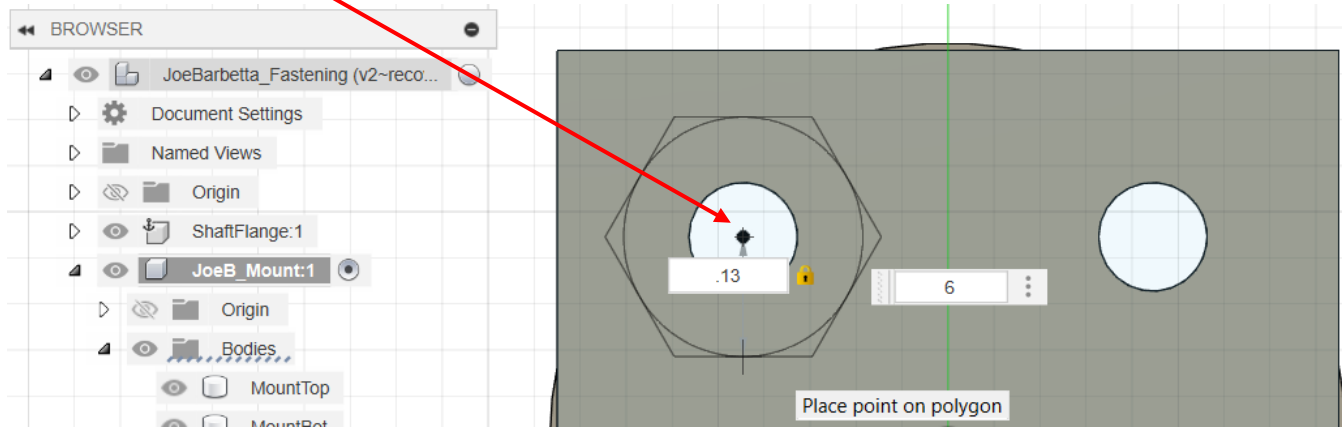 BROWSER
JoeBarbetta_Fastening (v2~reco...
Document Settings
Named Views
Origin
ShaftFlange:1
JoeB_Mount:1
Origin
Bodies
MountTop
MountBot
.13
6
Place point on polygon